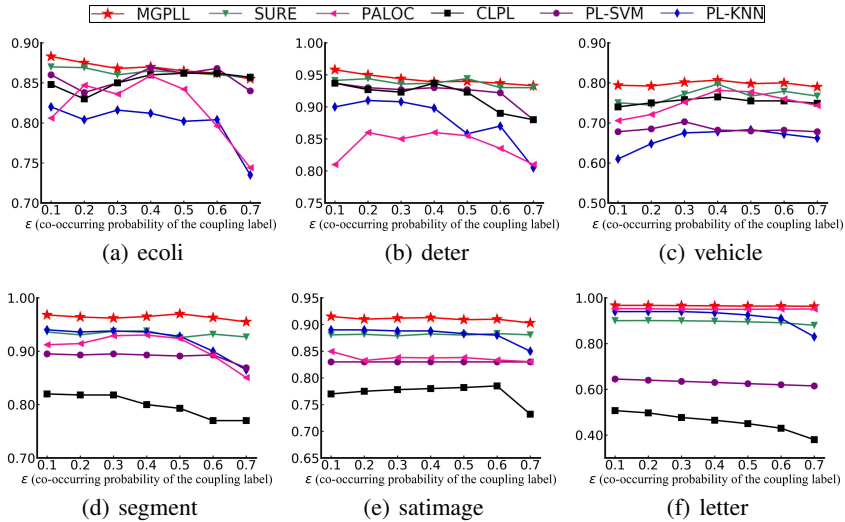 MGPLL SURE PALOC CLPL PL-SVM PL-KNN
0.90 0.85 0.80 0.75 0.70
0.1 0.2 0.3 0.4 0.5 0.6 0.7
ε (co-occurring probability of the coupling label)
(a) ecoli
1.00 0.95 0.90 0.85 0.80 0.75
0.1 0.2 0.3 0.4 0.5 0.6 0.7
ε (co-occurring probability of the coupling label)
(b) deter
0.90 0.80 0.70 0.60 0.50
0.1 0.2 0.3 0.4 0.5 0.6 0.7
ε (co-occurring probability of the coupling label)
(c) vehicle
1.00 0.90 0.80 0.70
0.1 0.2 0.3 0.4 0.5 0.6 0.7
ε (co-occurring probability of the coupling label)
(d) segment
0.95 0.90 0.85 0.80 0.75 0.70 0.65
0.1 0.2 0.3 0.4 0.5 0.6 0.7
ε (co-occurring probability of the coupling label)
(e) satimage
1.00 0.80 0.60 0.40
0.1 0.2 0.3 0.4 0.5 0.6 0.7
ε (co-occurring probability of the coupling label)
(f) letter